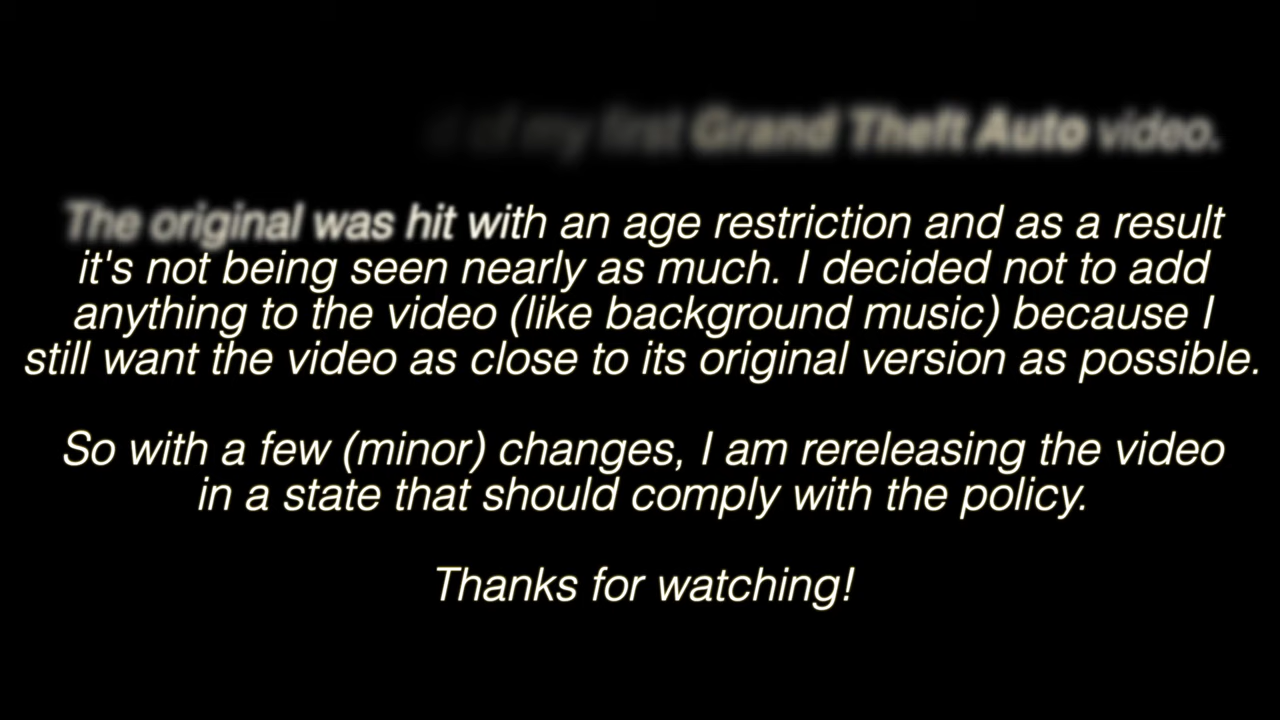 of my first Grand Theft Auto video.
The original was hit with an age restriction and as a result
it's not being seen nearly as much. I decided not to add
anything to the video (like background music) because I
still want the video as close to its original version as possible.
So with a few (minor) changes, I am rereleasing the video
in a state that should comply with the policy.
Thanks for watching!